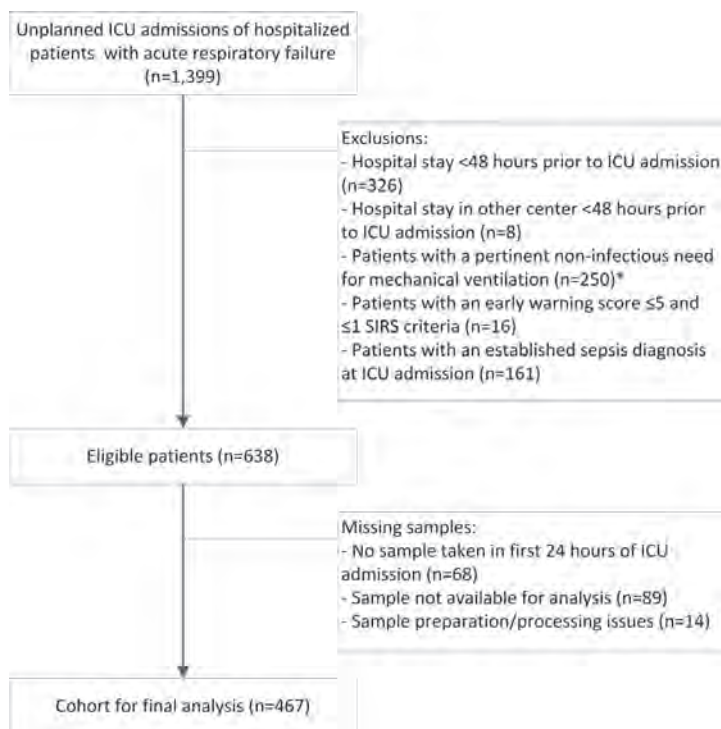 Unplanned ICU admissions of hospitalized
patients with acute respiratory failure
(n=1,399)
Exclusions:
- Hospital stay <48 hours prior to ICU admission
(n=326)
- Hospital stay in other center <48 hours prior
to ICU admission (n=8)
- Patients with a pertinent non-infectious need
for mechanical ventilation (n=250)*
- Patients with an early warning score ≤5 and
≤1 SIRS criteria (n=16)
- Patients with an established sepsis diagnosis
at ICU admission (n=161)
Eligible patients (n=638)
Missing samples:
- No sample taken in first 24 hours of ICU
admission (n=68)
- Sample not available for analysis (n=89)
- Sample preparation/processing issues (n=14)
Cohort for final analysis (n=467)